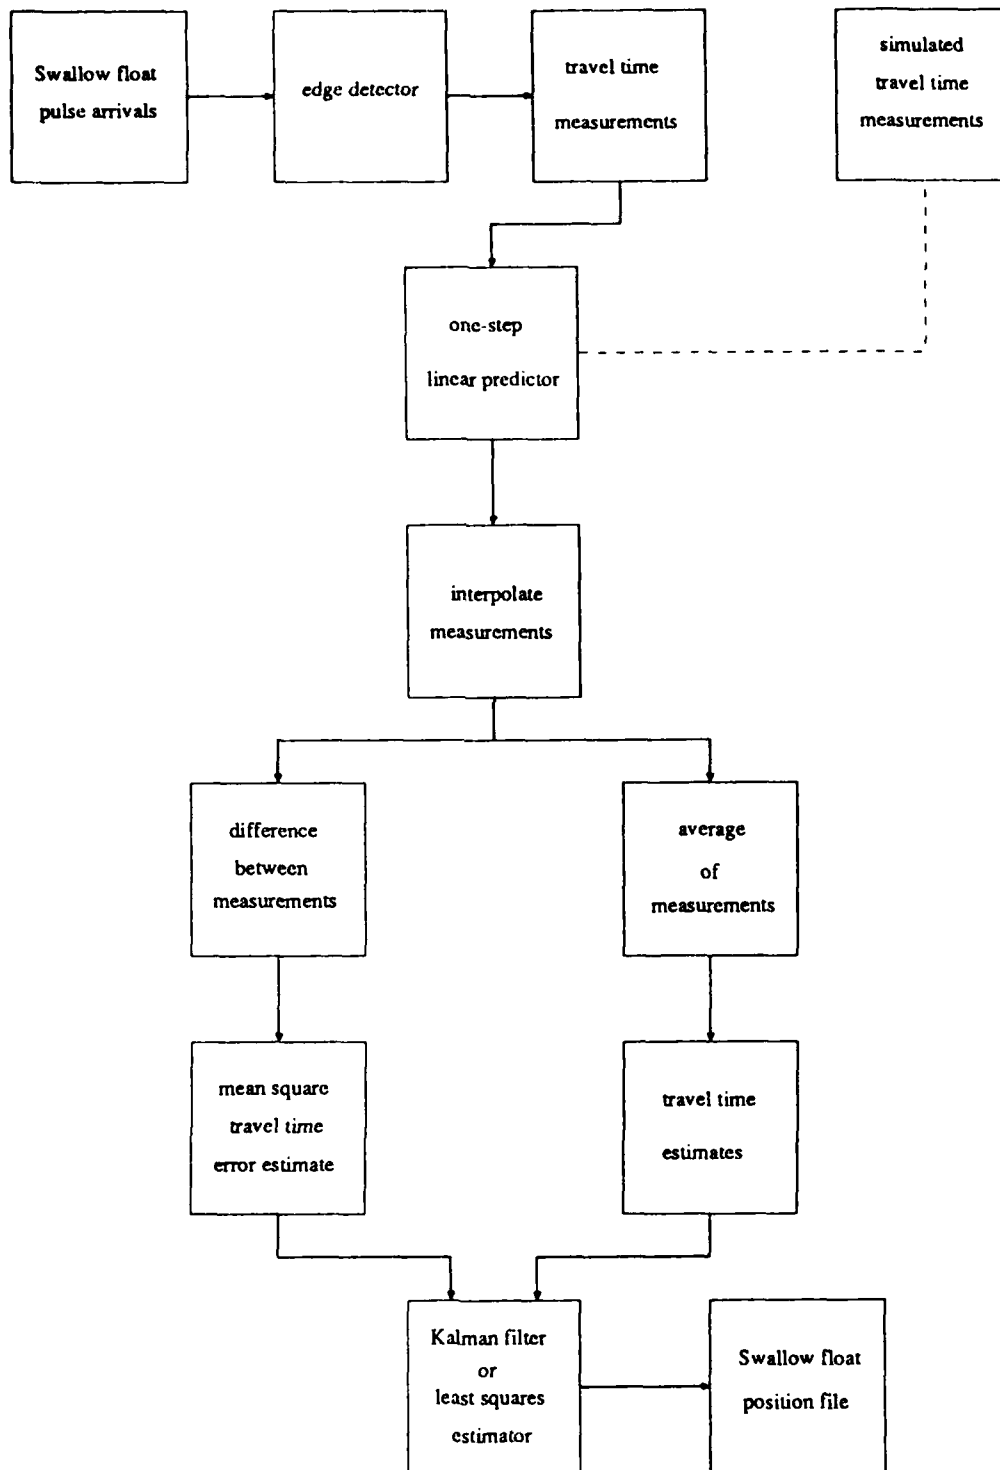 Swallow float
pulse arrivals
edge detector
travel time
measurements
simulated
travel time
measurements
one-step
linear predictor
interpolate
measurements
difference
between
measurements
average
of
measurements
mean square
travel time
error estimate
travel time
estimates
Kalman filter
or
least squares
estimator
Swallow float
position file